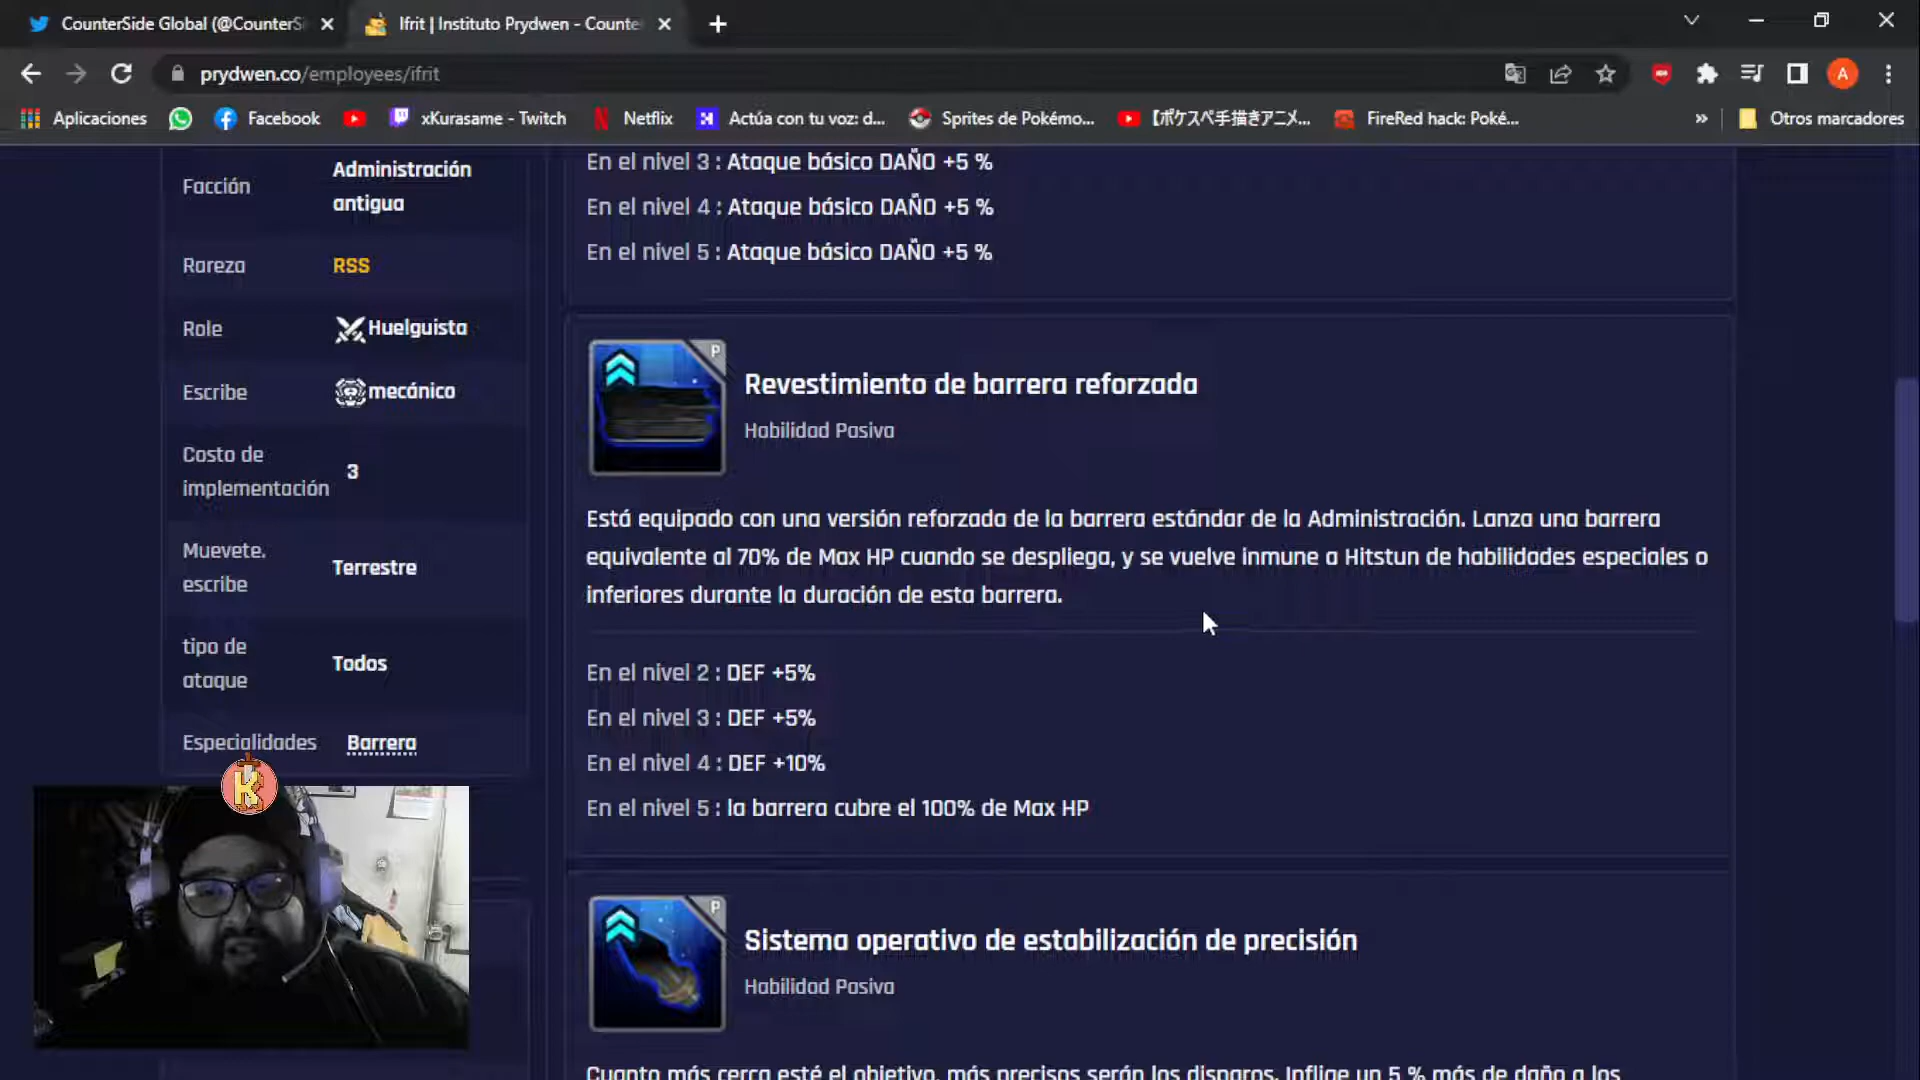 CounterSide Global (@CounterS
Ifrit | Instituto Prydwen - Counte
prydwen.co/employees/ifrit
A
Aplicaciones
Facebook
xKurasame - Twitch
Netflix
Actúa con tu voz: d...
Sprites de Pokémo...
【ポケスペ手描きアニメ...
FireRed hack: Poké...
»
Otros marcadores
Facción
Administración
antigua
Rareza
RSS
Role
Huelguista
Escribe
mecánico
Costo de
implementación
3
Muevete.
escribe
Terrestre
tipo de
ataque
Todos
Especialidades
Barrera
K
En el nivel 3 : Ataque básico DAÑO +5 %
En el nivel 4 : Ataque básico DAÑO +5 %
En el nivel 5 : Ataque básico DAÑO +5 %
P
Revestimiento de barrera reforzada
Habilidad Pasiva
Está equipado con una versión reforzada de la barrera estándar de la Administración. Lanza una barrera
equivalente al 70% de Max HP cuando se despliega, y se vuelve inmune a Hitstun de habilidades especiales o
inferiores durante la duración de esta barrera.
En el nivel 2 : DEF +5%
En el nivel 3 : DEF +5%
En el nivel 4 : DEF +10%
En el nivel 5 : la barrera cubre el 100% de Max HP
P
Sistema operativo de estabilización de precisión
Habilidad Pasiva
Cuanto más cerca esté el objetivo, más precisos serán los disparos. Inflige un 5 % más de daño a los